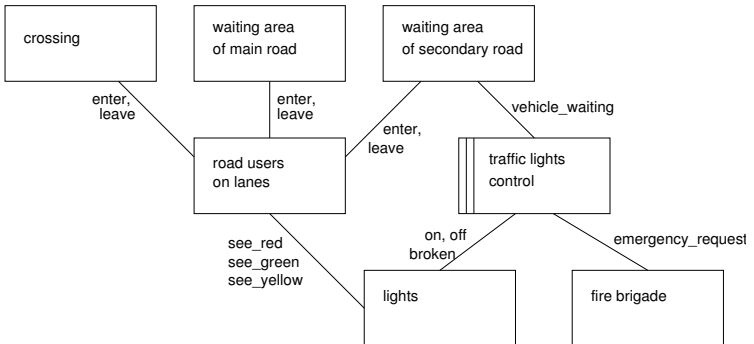 crossing
waiting area
of main road
waiting area
of secondary road
enter,
leave
enter,
leave
enter,
leave
vehicle_waiting
road users
on lanes
traffic lights
control
see_red
see_green
see_yellow
on, off
broken
emergency_request
lights
fire brigade